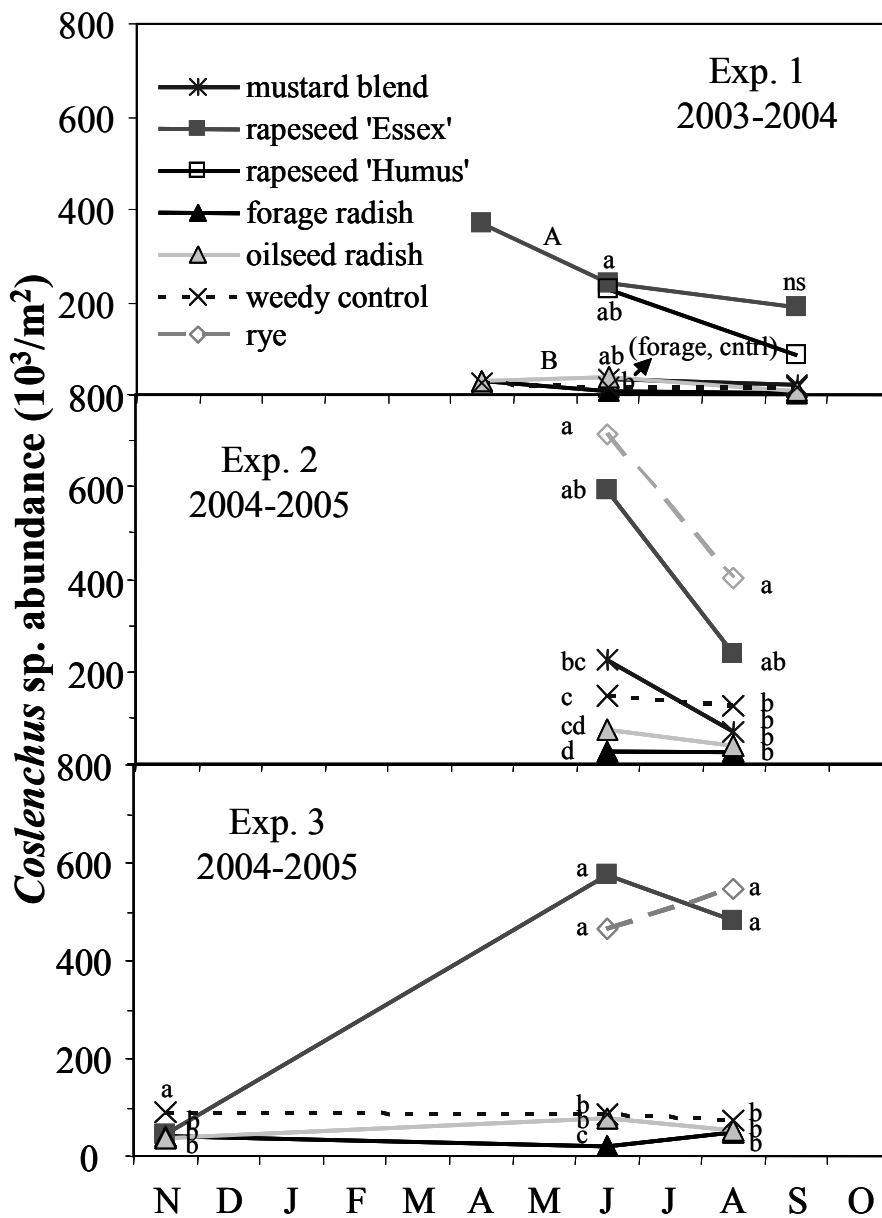 800
600
400
200
800
600
400
200
800
600
400
200
0
Coslenchus sp. abundance (10³/m²)
mustard blend
rapeseed 'Essex'
rapeseed 'Humus'
forage radish
oilseed radish
weedy control
rye
Exp. 1
2003-2004
A
a
ns
ab
B
ab
(forage, cntrl)
b
Exp. 2
2004-2005
a
ab
a
bc
ab
c
b
b
cd
b
d
b
Exp. 3
2004-2005
a
a
a
a
a
b
b
b
b
b
c
b
b
b
N D J F M A M J J A S O